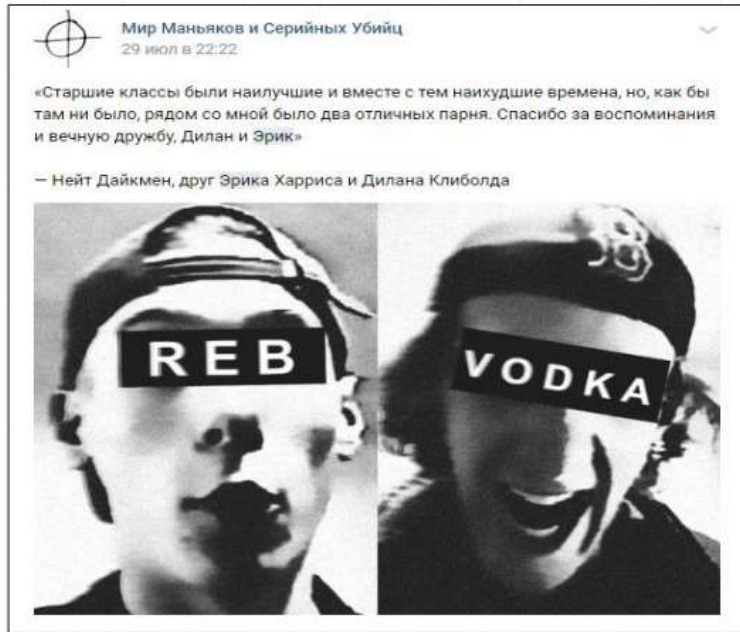 Мир Маньяков и Серийных Убийц
29 июл в 22:22
«Старшие классы были наилучшие и вместе с тем наихудшие времена, но, как бы
там ни было, рядом со мной было два отличных парня. Спасибо за воспоминания
и вечную дружбу, Дилан и Эрик»
— Нейт Дайкмен, друг Эрика Харриса и Дилана Клиболда
REB
VODKA